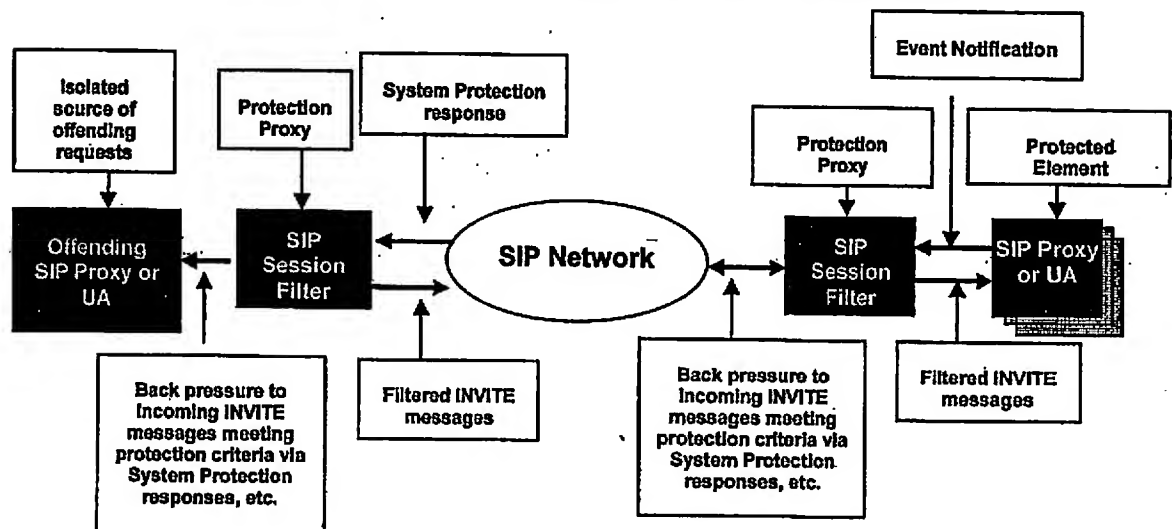 Event Notification
Isolated
source of
offending
requests
Protection
Proxy
System Protection
response
Protection
Proxy
Protected
Element
Offending
SIP Proxy or
UA
SIP
Session
Filter
SIP Network
SIP
Session
Filter
SIP Proxy
or UA
Back pressure to
incoming INVITE
messages meeting
protection criteria via
System Protection
responses, etc.
Filtered INVITE
messages
Back pressure to
incoming INVITE
messages meeting
protection criteria via
System Protection
responses, etc.
Filtered INVITE
messages